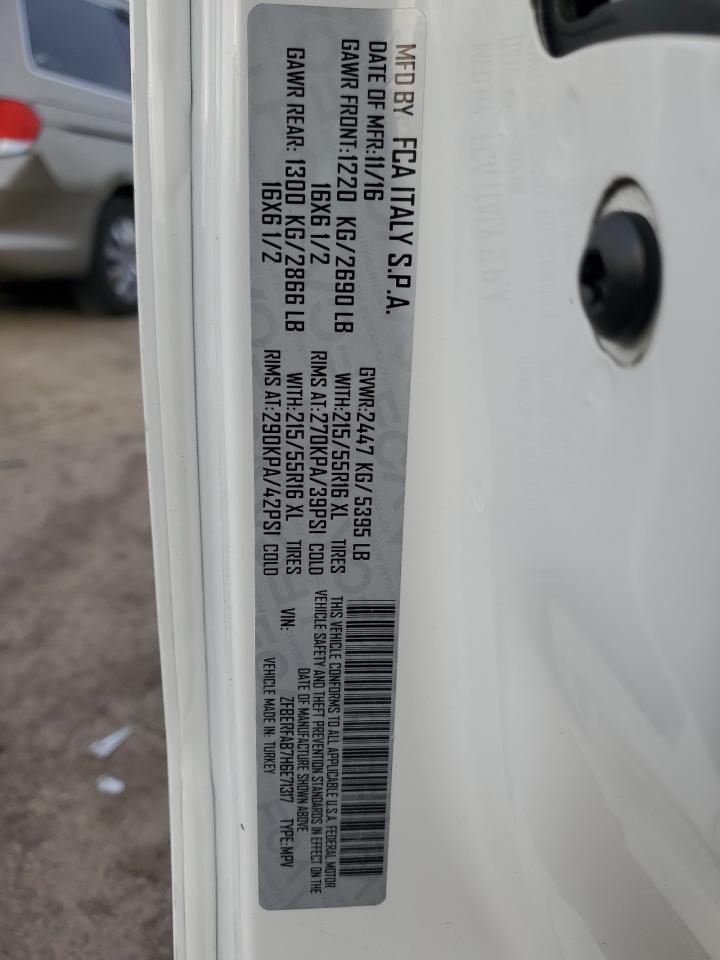 MFD BY FCA ITALY S.P.A.
DATE OF MFR:11/16 GVWR:2447 KG/5395 LB
GAWR FRONT:1220 KG/2690 LB WITH:215/55R16 XL TIRES
16X6 1/2 RIMS AT:270KPA/39PSI COLD
GAWR REAR: 1300 KG/2866 LB WITH:215/55R16 XL TIRES
16X6 1/2 RIMS AT:290KPA/42PSI COLD
THIS VEHICLE CONFORMS TO ALL APPLICABLE U.S.A. FEDERAL MOTOR
VEHICLE SAFETY AND THEFT PREVENTION STANDARDS IN EFFECT ON THE
DATE OF MANUFACTURE SHOWN ABOVE
VIN: ZFBERFAB7H6E71317 TYPE:MPV
VEHICLE MADE IN: TURKEY